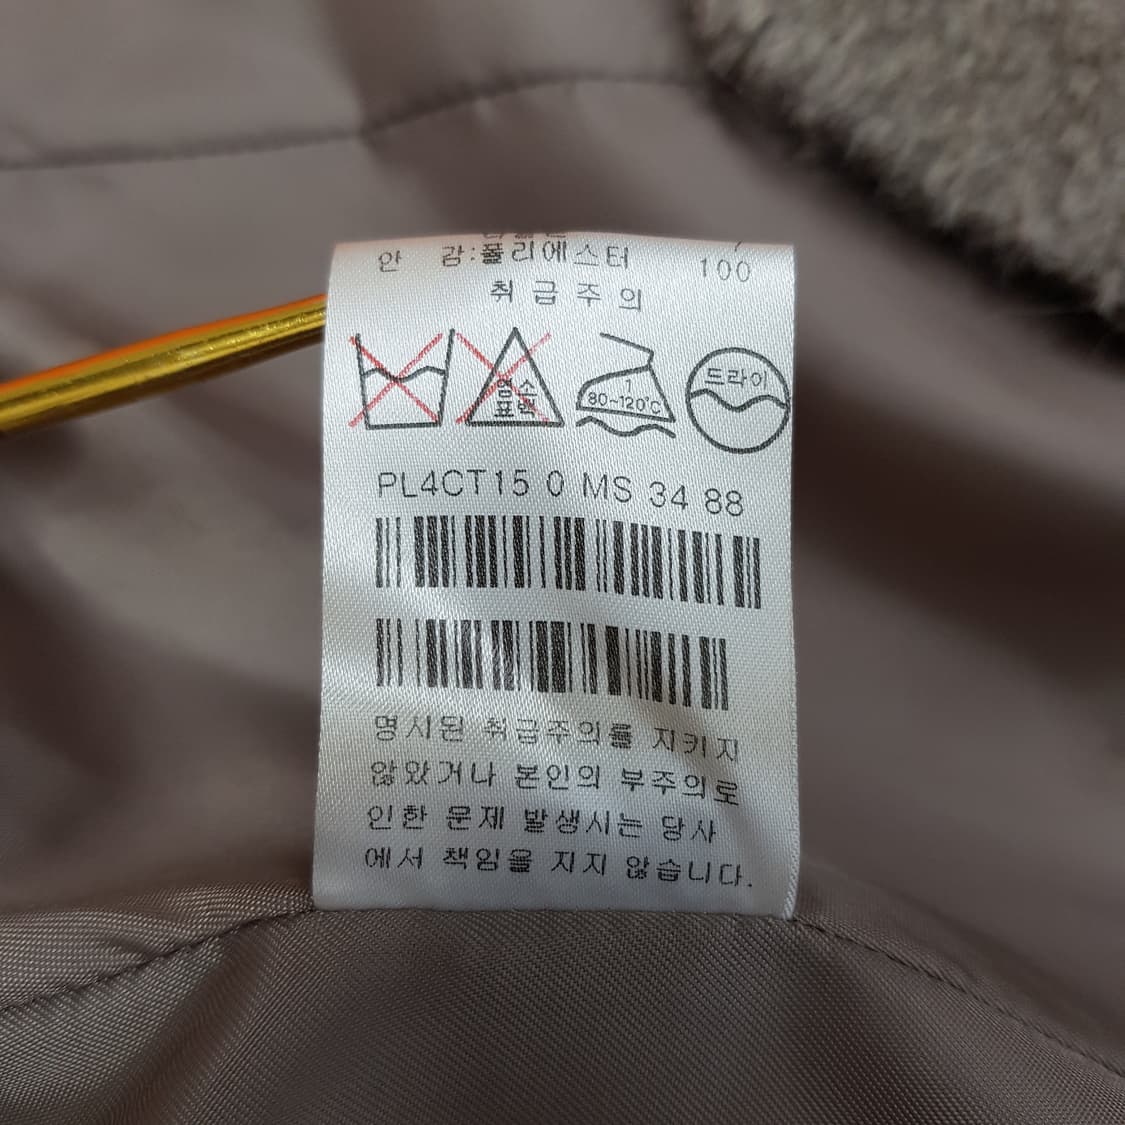 안 감:폴리에스터 100
취급주의
염소
표백
1
80~120℃
드라이
PL4CT15 0 MS 34 88
명시된 취급주의를 지키지
않았거나 본인의 부주의로
인한 문제 발생시는 당사
에서 책임을 지지 않습니다.